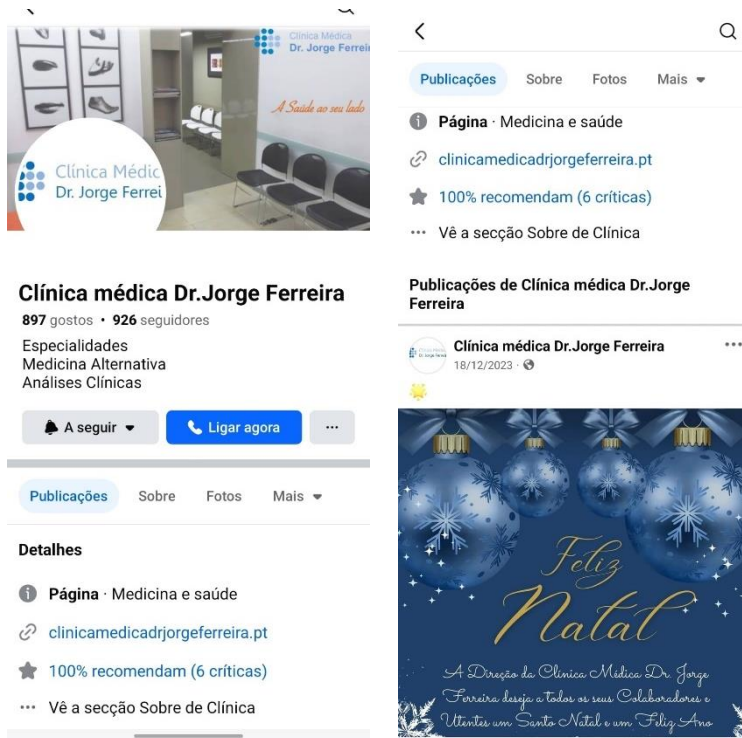 Clínica Médica
Dr. Jorge Ferrei
A Saúde ao seu lado
Clínica Médic
Dr. Jorge Ferrei
Clínica médica Dr.Jorge Ferreira
897 gostos • 926 seguidores
Especialidades
Medicina Alternativa
Análises Clínicas
A seguir
Ligar agora
Publicações Sobre Fotos Mais
Detalhes
Página · Medicina e saúde
clinicamedicadrjorgeferreira.pt
100% recomendam (6 críticas)
Vê a secção Sobre de Clínica
Publicações Sobre Fotos Mais
Página · Medicina e saúde
clinicamedicadrjorgeferreira.pt
100% recomendam (6 críticas)
Vê a secção Sobre de Clínica
Publicações de Clínica médica Dr.Jorge
Ferreira
Clínica médica Dr.Jorge Ferreira
18/12/2023
Feliz
Natal
A Direção da Clínica Médica Dr. Jorge
Ferreira deseja a todos os seus Colaboradores e
Utentes um Santo Natal e um Feliz Ano